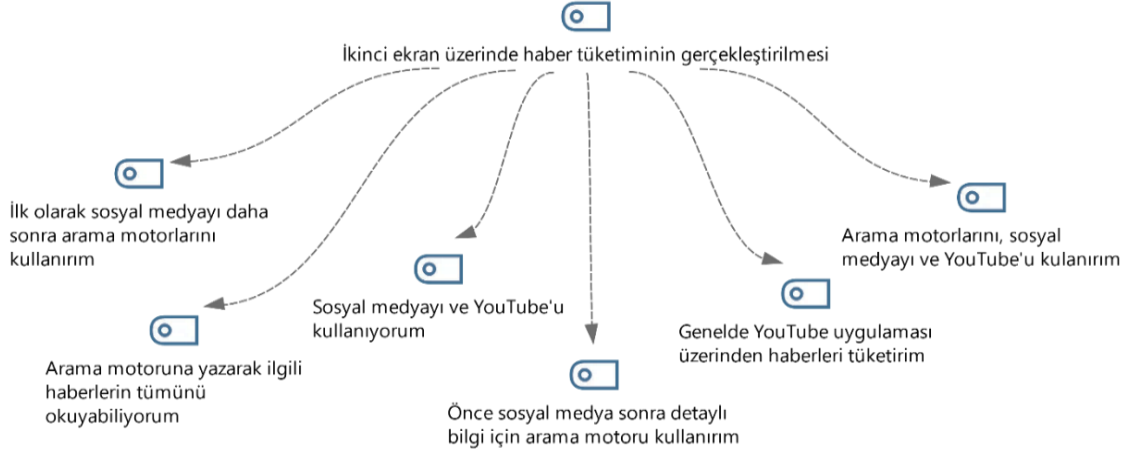 İkinci ekran üzerinde haber tüketiminin gerçekleştirilmesi
İlk olarak sosyal medyayı daha
sonra arama motorlarını
kullanırım
Arama motoruna yazarak ilgili
haberlerin tümünü
okuyabiliyorum
Sosyal medyayı ve YouTube'u
kullanıyorum
Önce sosyal medya sonra detaylı
bilgi için arama motoru kullanırım
Genelde YouTube uygulaması
üzerinden haberleri tüketirim
Arama motorlarını, sosyal
medyayı ve YouTube'u kulanırım